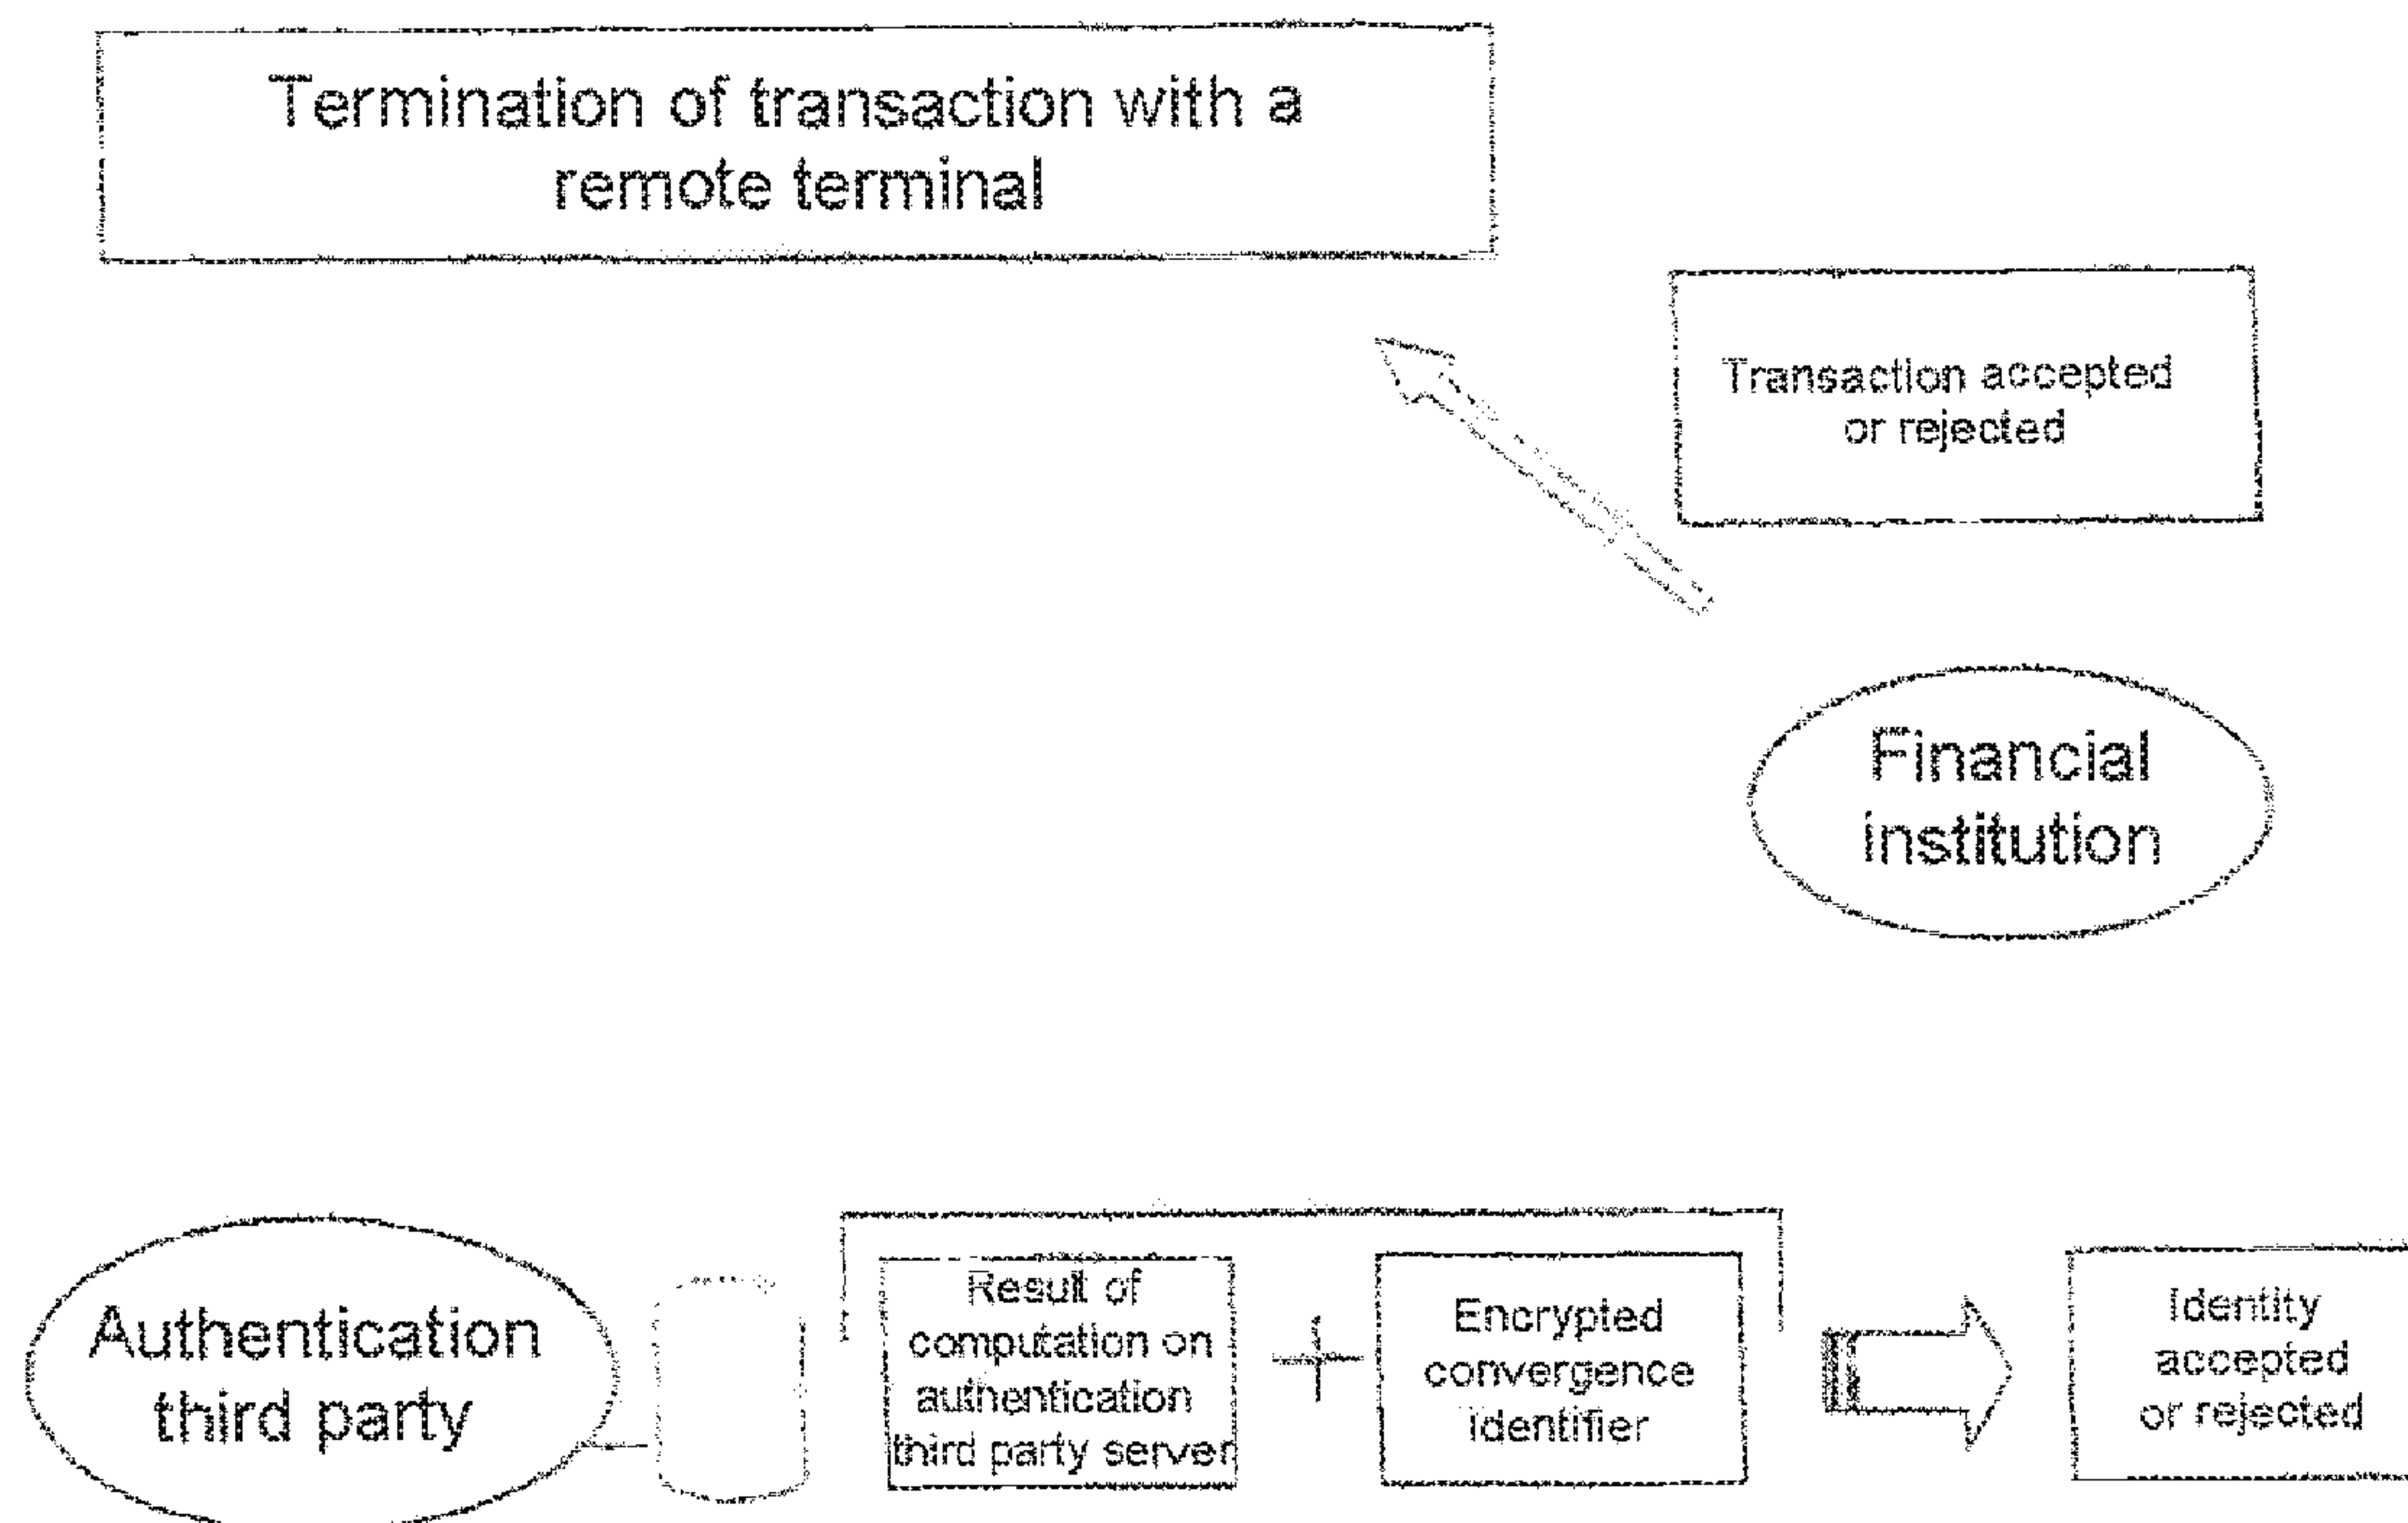 Termination of transaction with a
remote terminal
Transaction accepted
or rejected
Financial
institution
Authentication
third party
Result of
computation on
authentication
third party server
Encrypted
convergence
identifier
Identity
accepted
or rejected